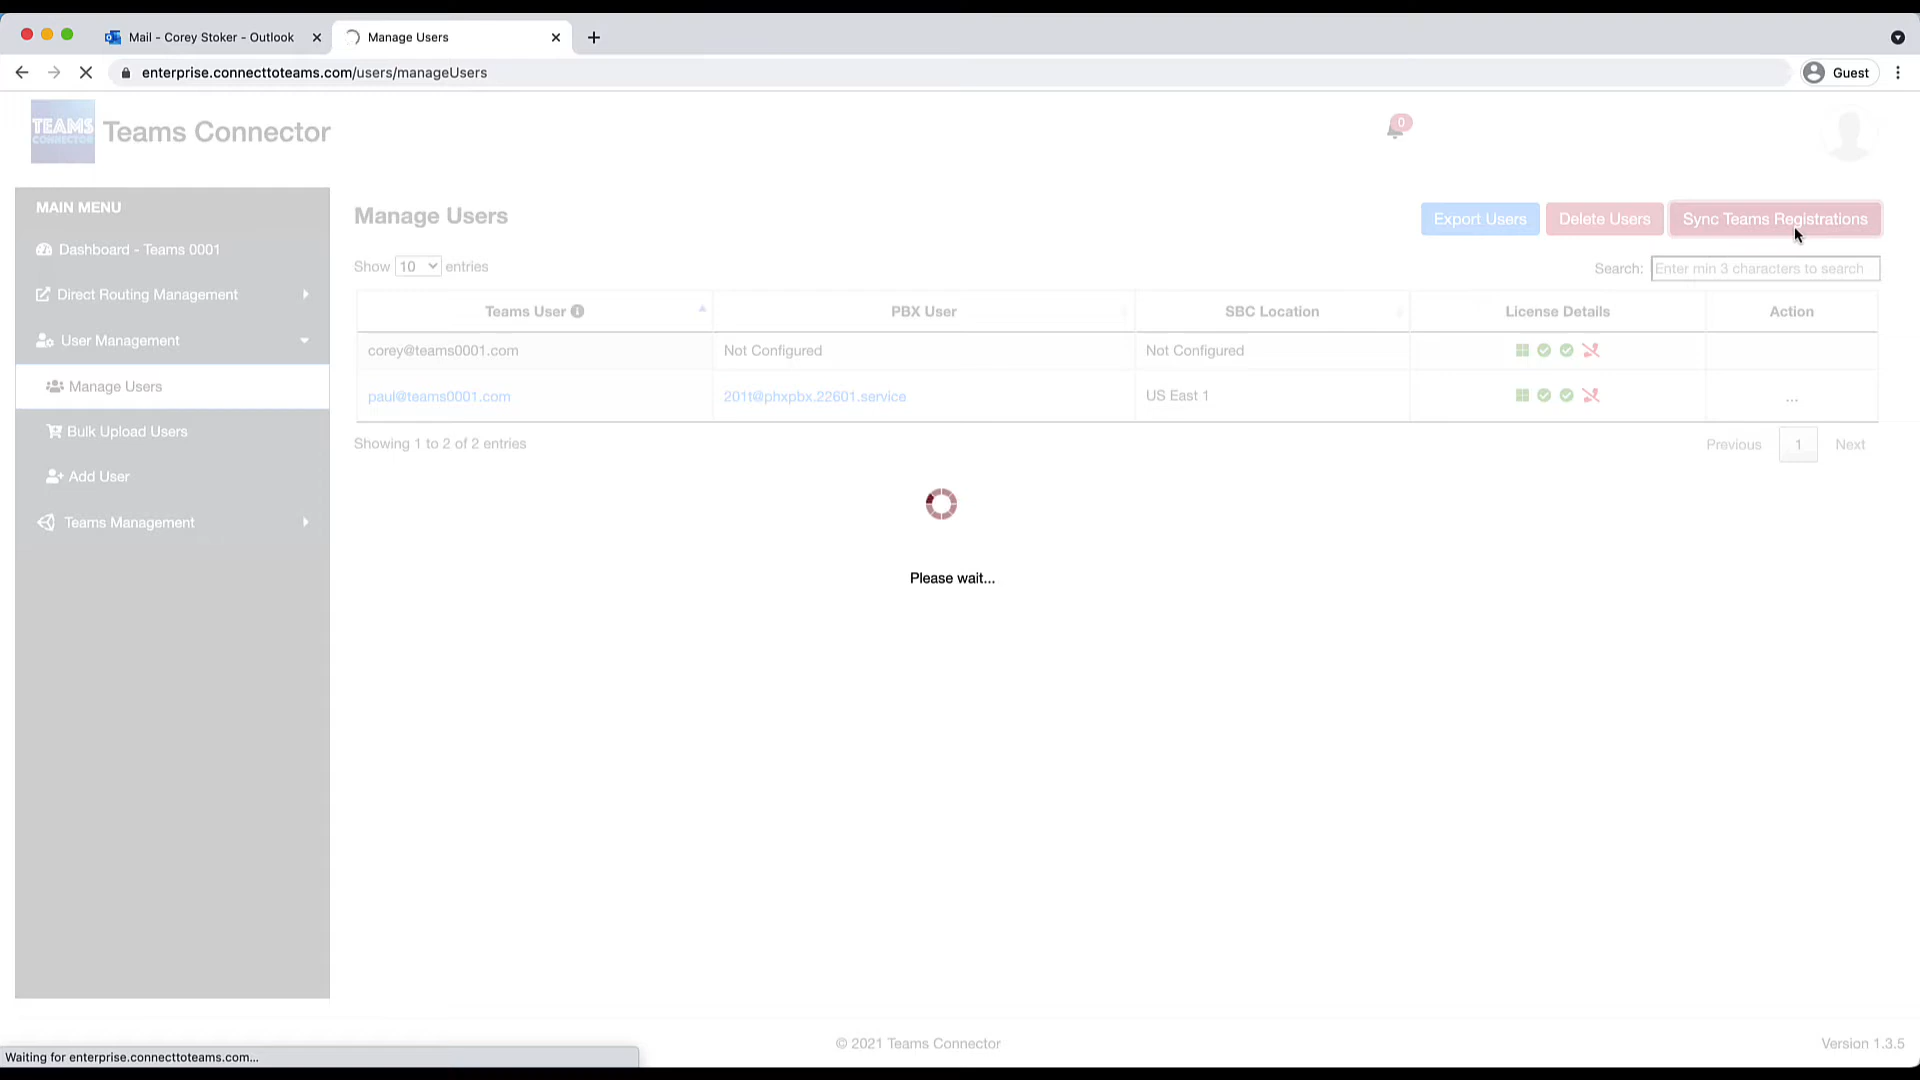 Mail - Corey Stoker - Outlook
Manage Users
enterprise.connecttoteams.com/users/manageUsers
Guest
TEAMS
CONNECTOR
Teams Connector
0
MAIN MENU
Dashboard - Teams 0001
Direct Routing Management
User Management
Manage Users
Bulk Upload Users
Add User
Teams Management
Manage Users
Export Users
Delete Users
Sync Teams Registrations
Show 10 entries
Search: Enter min 3 characters to search
Teams User PBX User SBC Location License Details Action
corey@teams0001.com Not Configured Not Configured
paul@teams0001.com 201t@phxpbx.22601.service US East 1 ...
Showing 1 to 2 of 2 entries
Previous 1 Next
Please wait...
© 2021 Teams Connector
Version 1.3.5
Waiting for enterprise.connecttoteams.com...